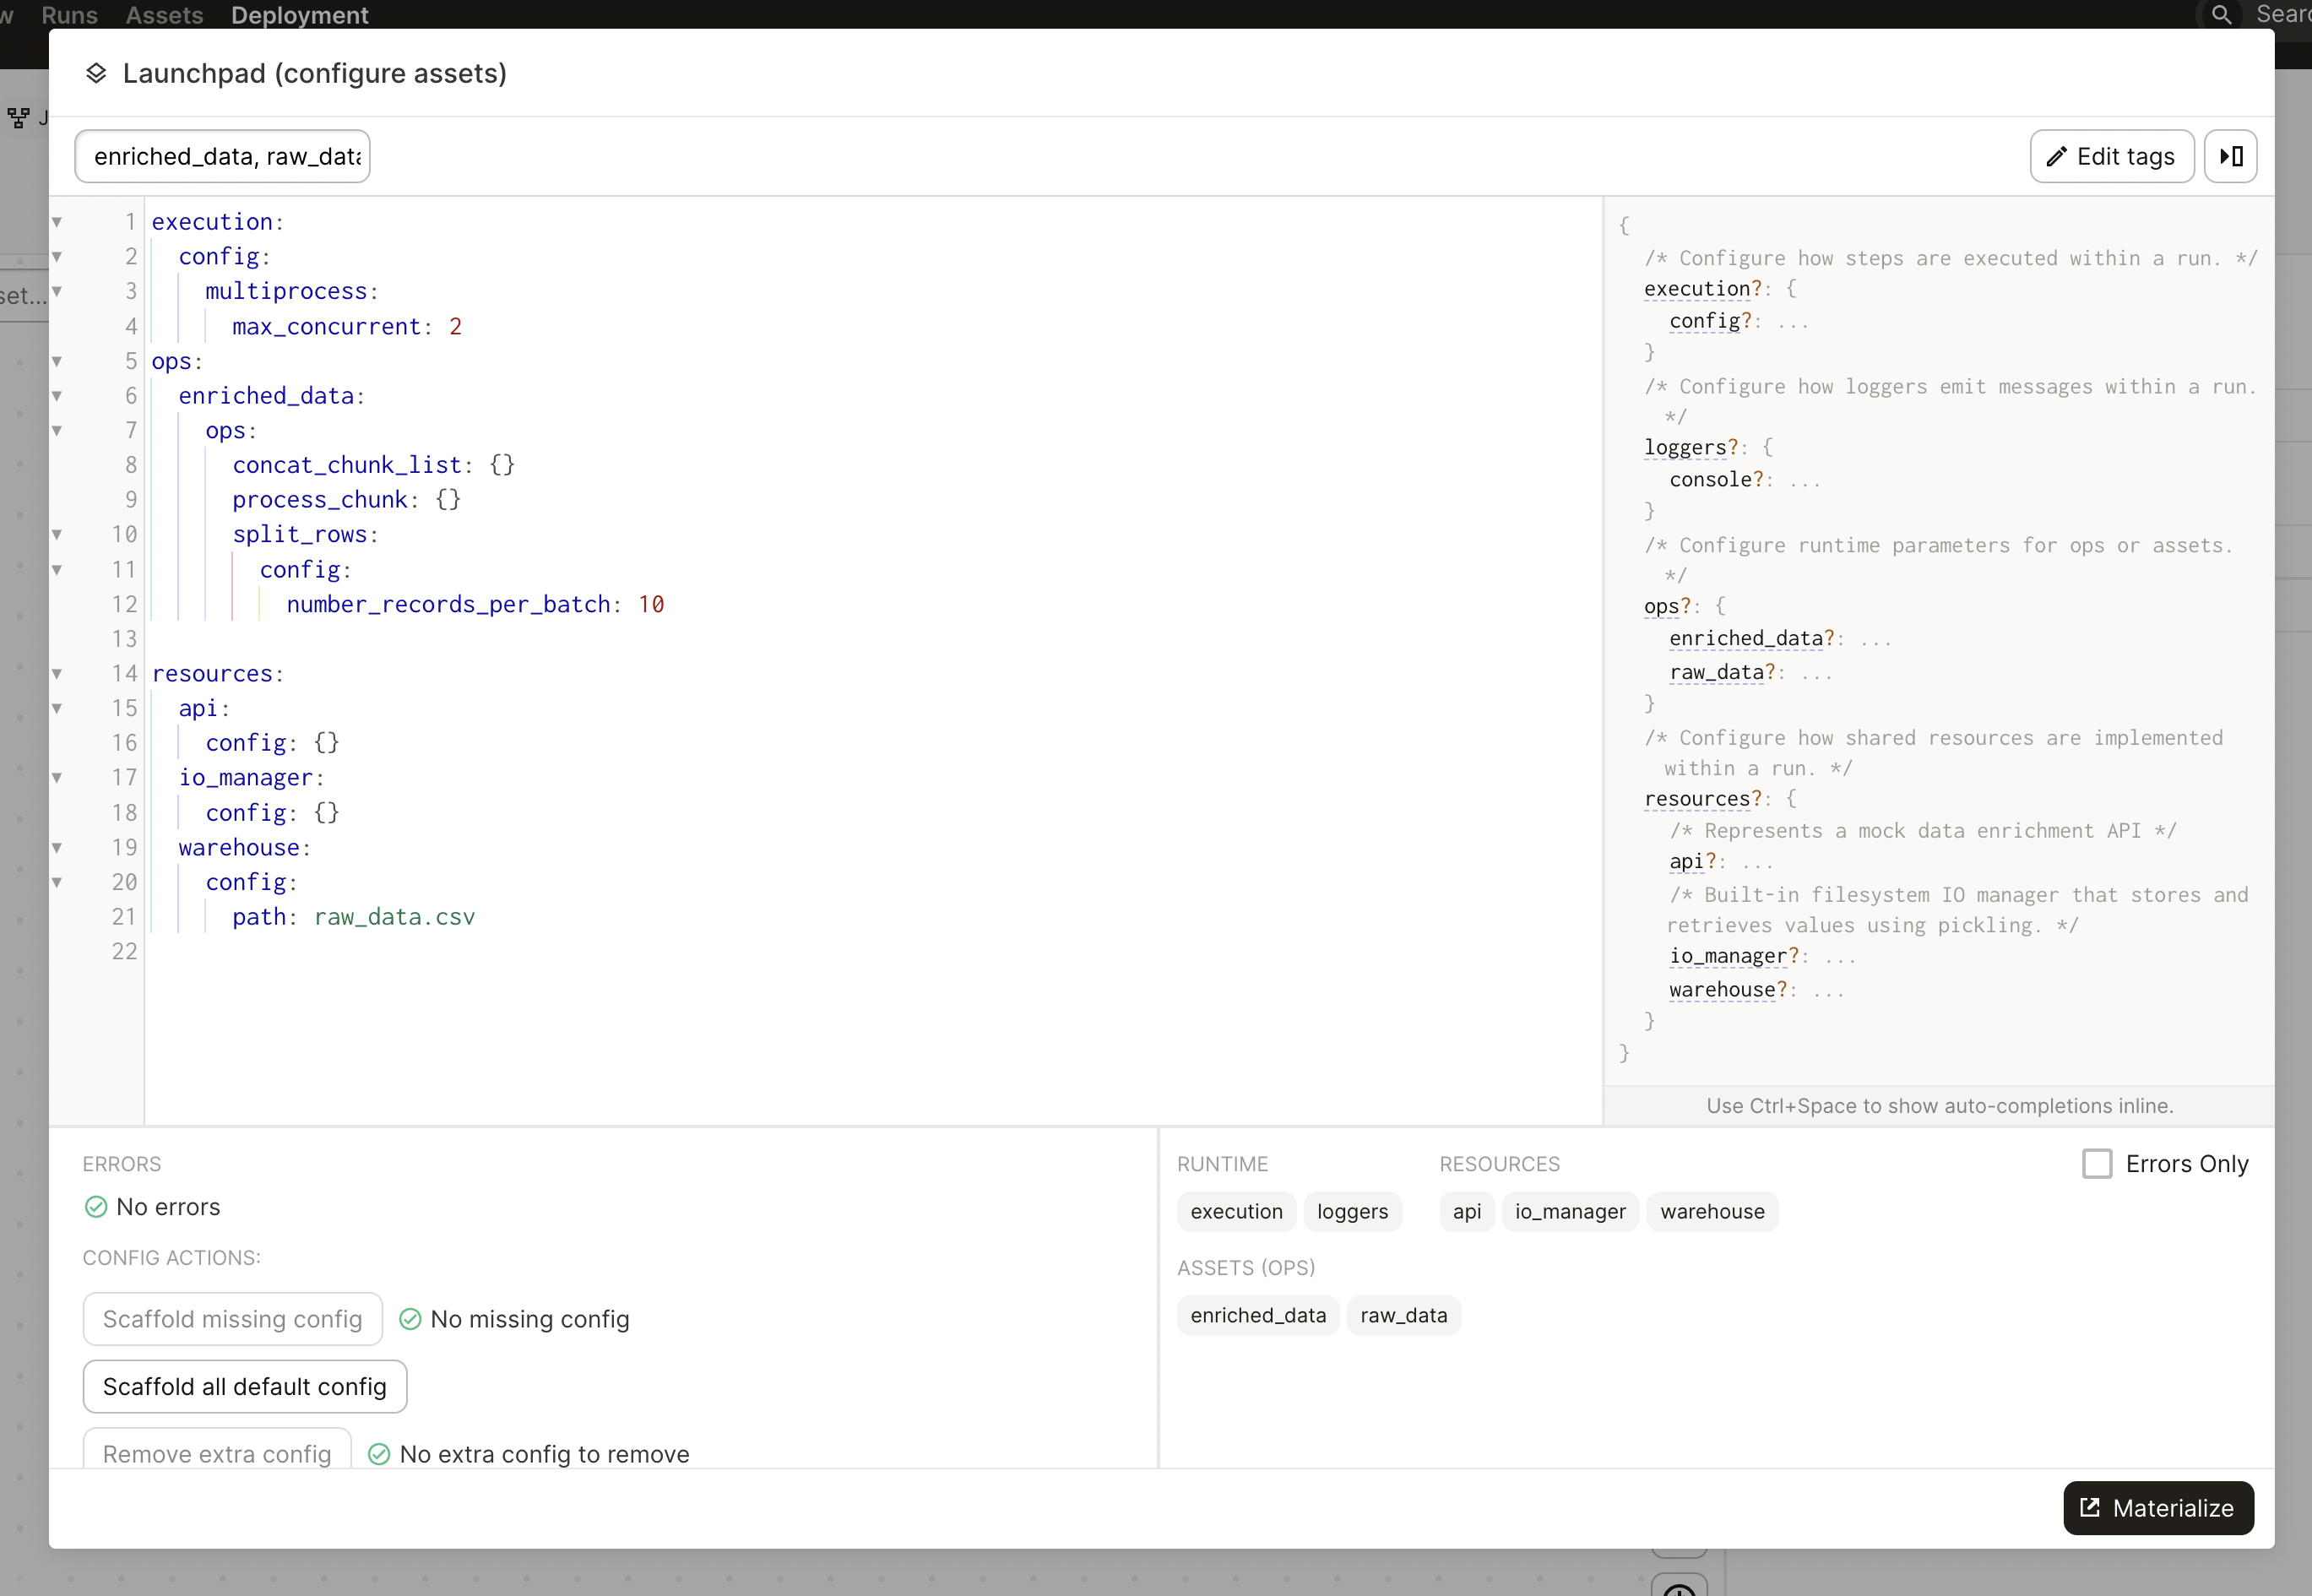 Runs Assets Deployment
Launchpad (configure assets)
enriched_data, raw_data
Edit tags
1 execution:
2 config:
3 multiprocess:
4 max_concurrent: 2
5 ops:
6 enriched_data:
7 ops:
8 concat_chunk_list: {}
9 process_chunk: {}
10 split_rows:
11 config:
12 number_records_per_batch: 10
13
14 resources:
15 api:
16 config: {}
17 io_manager:
18 config: {}
19 warehouse:
20 config:
21 path: raw_data.csv
22
{
/* Configure how steps are executed within a run. */
execution?: {
config?: ...
}
/* Configure how loggers emit messages within a run.
*/
loggers?: {
console?: ...
}
/* Configure runtime parameters for ops or assets.
*/
ops?: {
enriched_data?: ...
raw_data?: ...
}
/* Configure how shared resources are implemented
within a run. */
resources?: {
/* Represents a mock data enrichment API */
api?: ...
/* Built-in filesystem IO manager that stores and
retrieves values using pickling. */
io_manager?: ...
warehouse?: ...
}
}
Use Ctrl+Space to show auto-completions inline.
ERRORS
No errors
CONFIG ACTIONS:
Scaffold missing config No missing config
Scaffold all default config
Remove extra config No extra config to remove
RUNTIME RESOURCES
Errors Only
execution loggers api io_manager warehouse
ASSETS (OPS)
enriched_data raw_data
Materialize